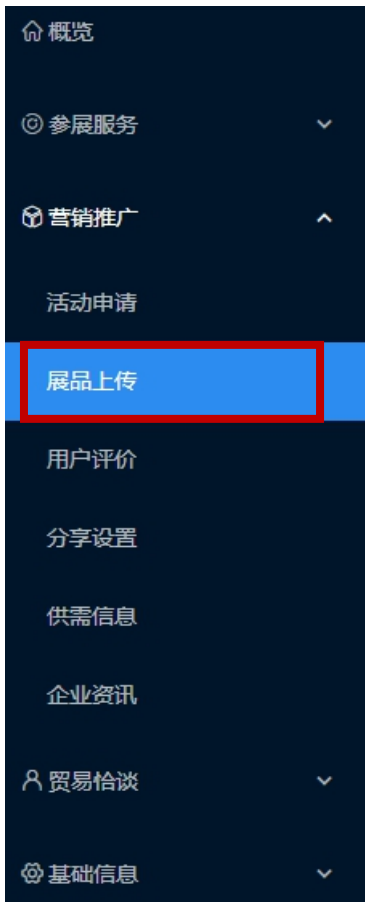 概览
参展服务
营销推广
活动申请
展品上传
用户评价
分享设置
供需信息
企业资讯
贸易恰谈
基础信息